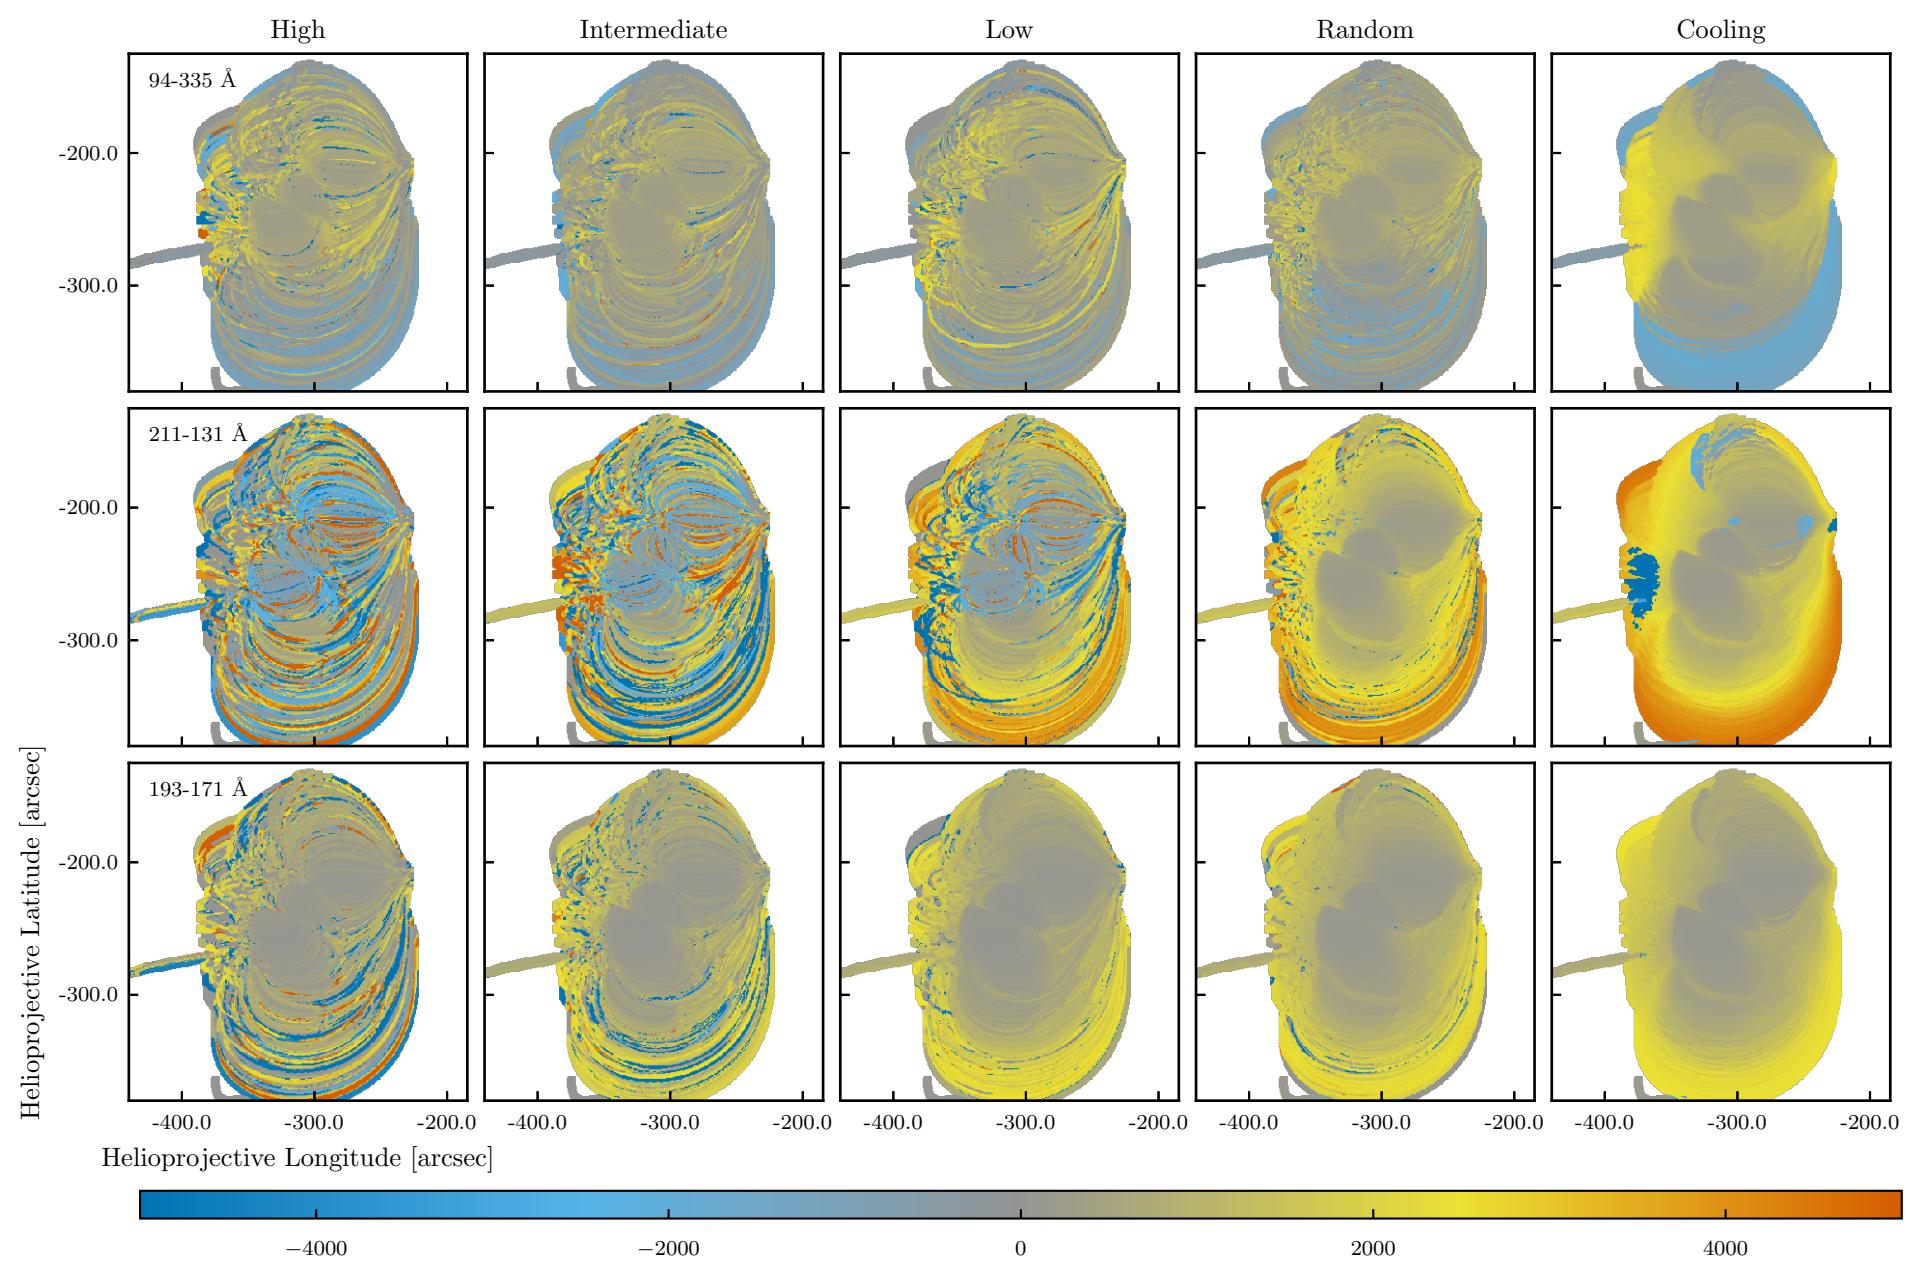 High Intermediate Low Random Cooling
94-335 Å
-200.0
-300.0
211-131 Å
-200.0
-300.0
193-171 Å
-200.0
-300.0
Helioprojective Latitude [arcsec]
-400.0 -300.0 -200.0 -400.0 -300.0 -200.0 -400.0 -300.0 -200.0 -400.0 -300.0 -200.0 -400.0 -300.0 -200.0
Helioprojective Longitude [arcsec]
−4000 −2000 0 2000 4000